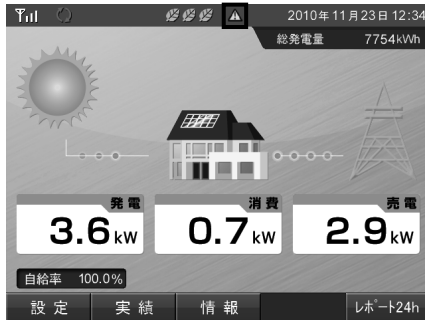 2010年11月23日 12:34
総発電量 7754kWh
発電 消費 売電
3.6kW 0.7kW 2.9kW
自給率 100.0%
設定 実績 情報 レポート24h